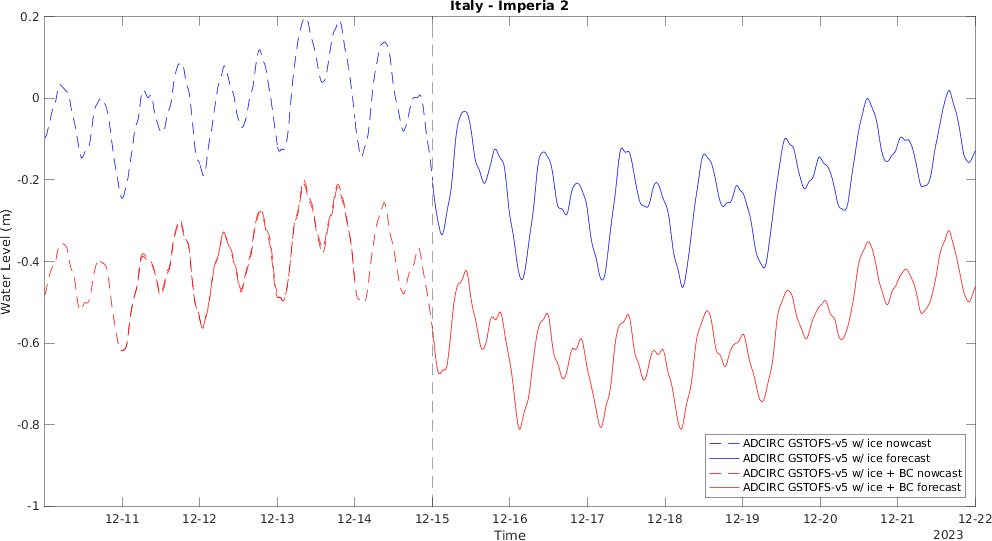 Italy - Imperia 2
Water Level (m)
0.2
0
-0.2
-0.4
-0.6
-0.8
-1
ADCIRC GSTOFS-v5 w/ ice nowcast
ADCIRC GSTOFS-v5 w/ ice forecast
ADCIRC GSTOFS-v5 w/ ice + BC nowcast
ADCIRC GSTOFS-v5 w/ ice + BC forecast
12-11 12-12 12-13 12-14 12-15 12-16 12-17 12-18 12-19 12-20 12-21 12-22
Time
2023